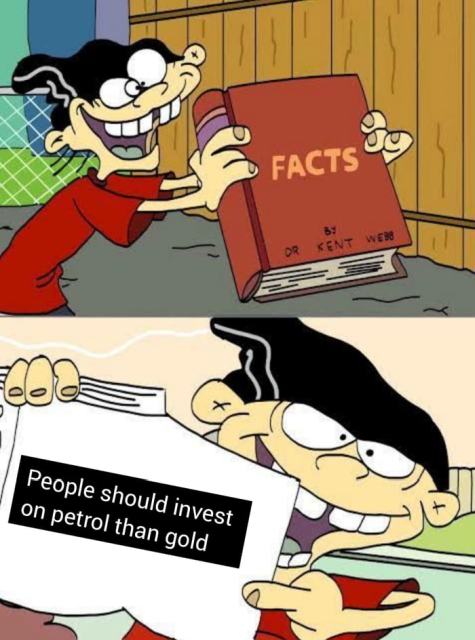 FACTS
BY
DR KENT WEBB
People should invest
on petrol than gold